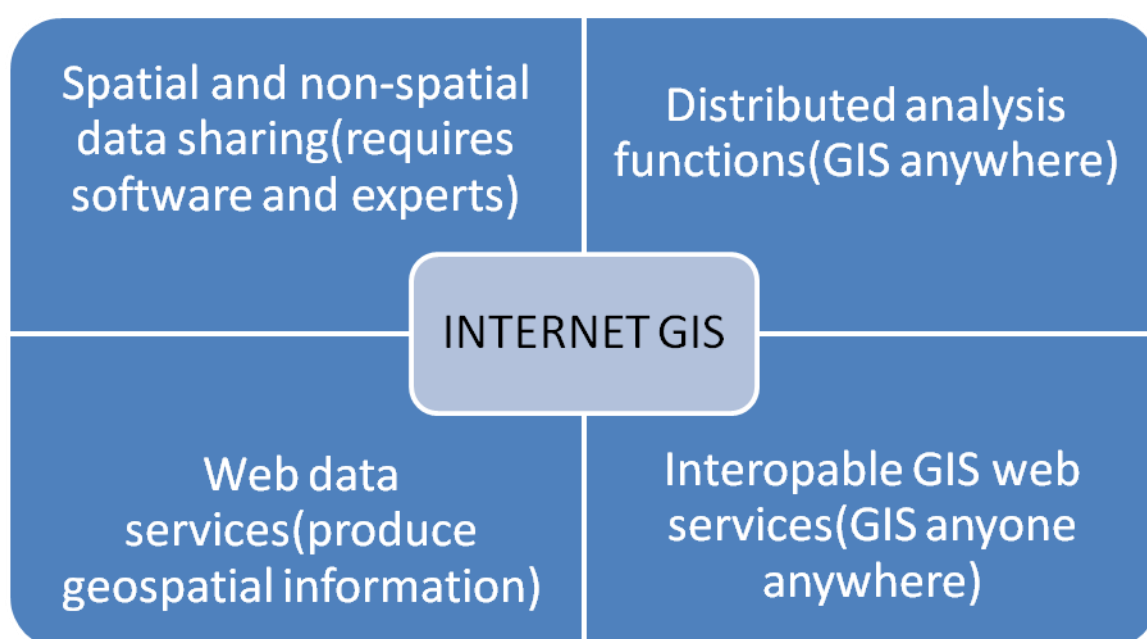 Spatial and non-spatial
data sharing(requires
software and experts)
Distributed analysis
functions(GIS anywhere)
INTERNET GIS
Web data
services(produce
geospatial information)
Interopable GIS web
services(GIS anyone
anywhere)